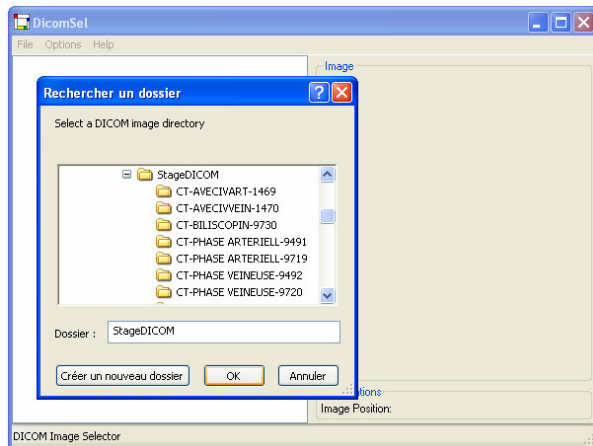 DicomSel
File Options Help
Image
Rechercher un dossier
Select a DICOM image directory
StageDICOM
CT-AVECIVART-1469
CT-AVECIVVEIN-1470
CT-BILISCOPIN-9730
CT-PHASE ARTERIELL-9491
CT-PHASE ARTERIELL-9719
CT-PHASE VEINEUSE-9492
CT-PHASE VEINEUSE-9720
Dossier : StageDICOM
Créer un nouveau dossier OK Annuler
Image Position:
DICOM Image Selector